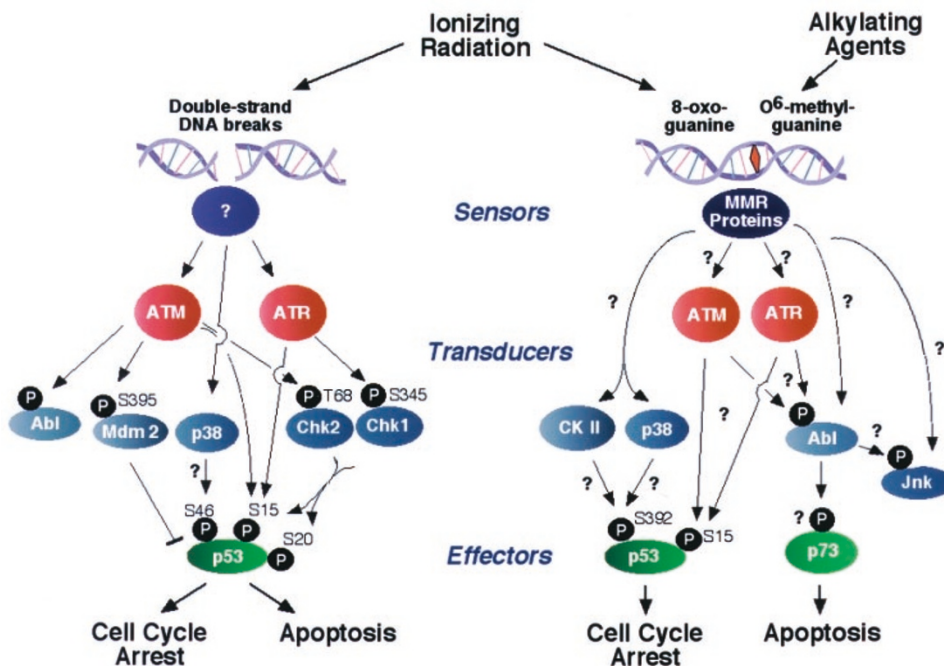 Ionizing
Radiation
Alkylating
Agents
Double-strand
DNA breaks
8-oxo-
guanine
O6-methyl-
guanine
?
Sensors
MMR
Proteins
?
?
?
?
?
ATM
ATR
ATM
ATR
Transducers
P
Abl
P
S395
Mdm 2
p38
P
T68
Chk2
P
S345
Chk1
CK II
p38
?
?
P
Abl
?
P
Jnk
?
S46
P
S15
P
S20
P
p53
?
?
P
S392
P
S15
p53
?
P
p73
Effectors
Cell Cycle
Arrest
Apoptosis
Cell Cycle
Arrest
Apoptosis